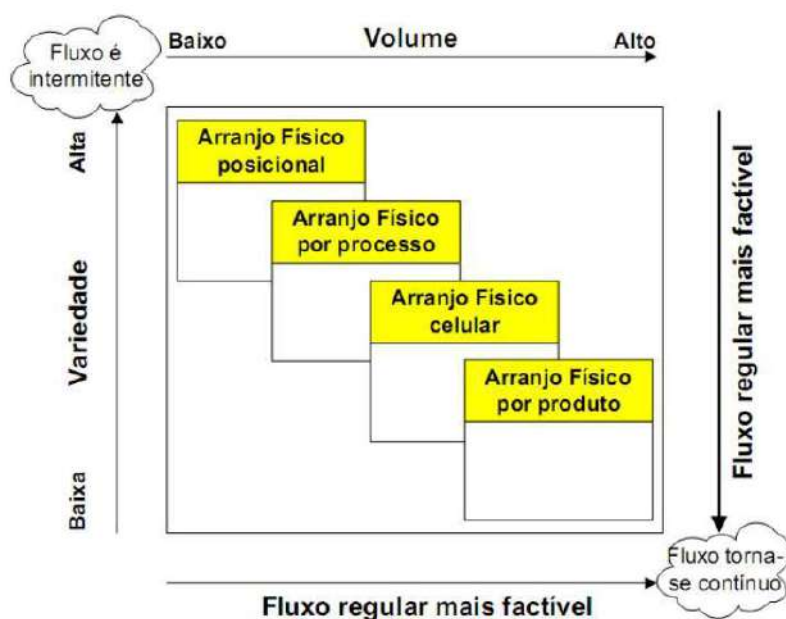 Fluxo é
intermitente
Baixo
Volume
Alto
Alta
Variedade
Baixa
Arranjo Físico
posicional
Arranjo Físico
por processo
Arranjo Físico
celular
Arranjo Físico
por produto
Fluxo regular mais factível
Fluxo torna-
se contínuo
Fluxo regular mais factível